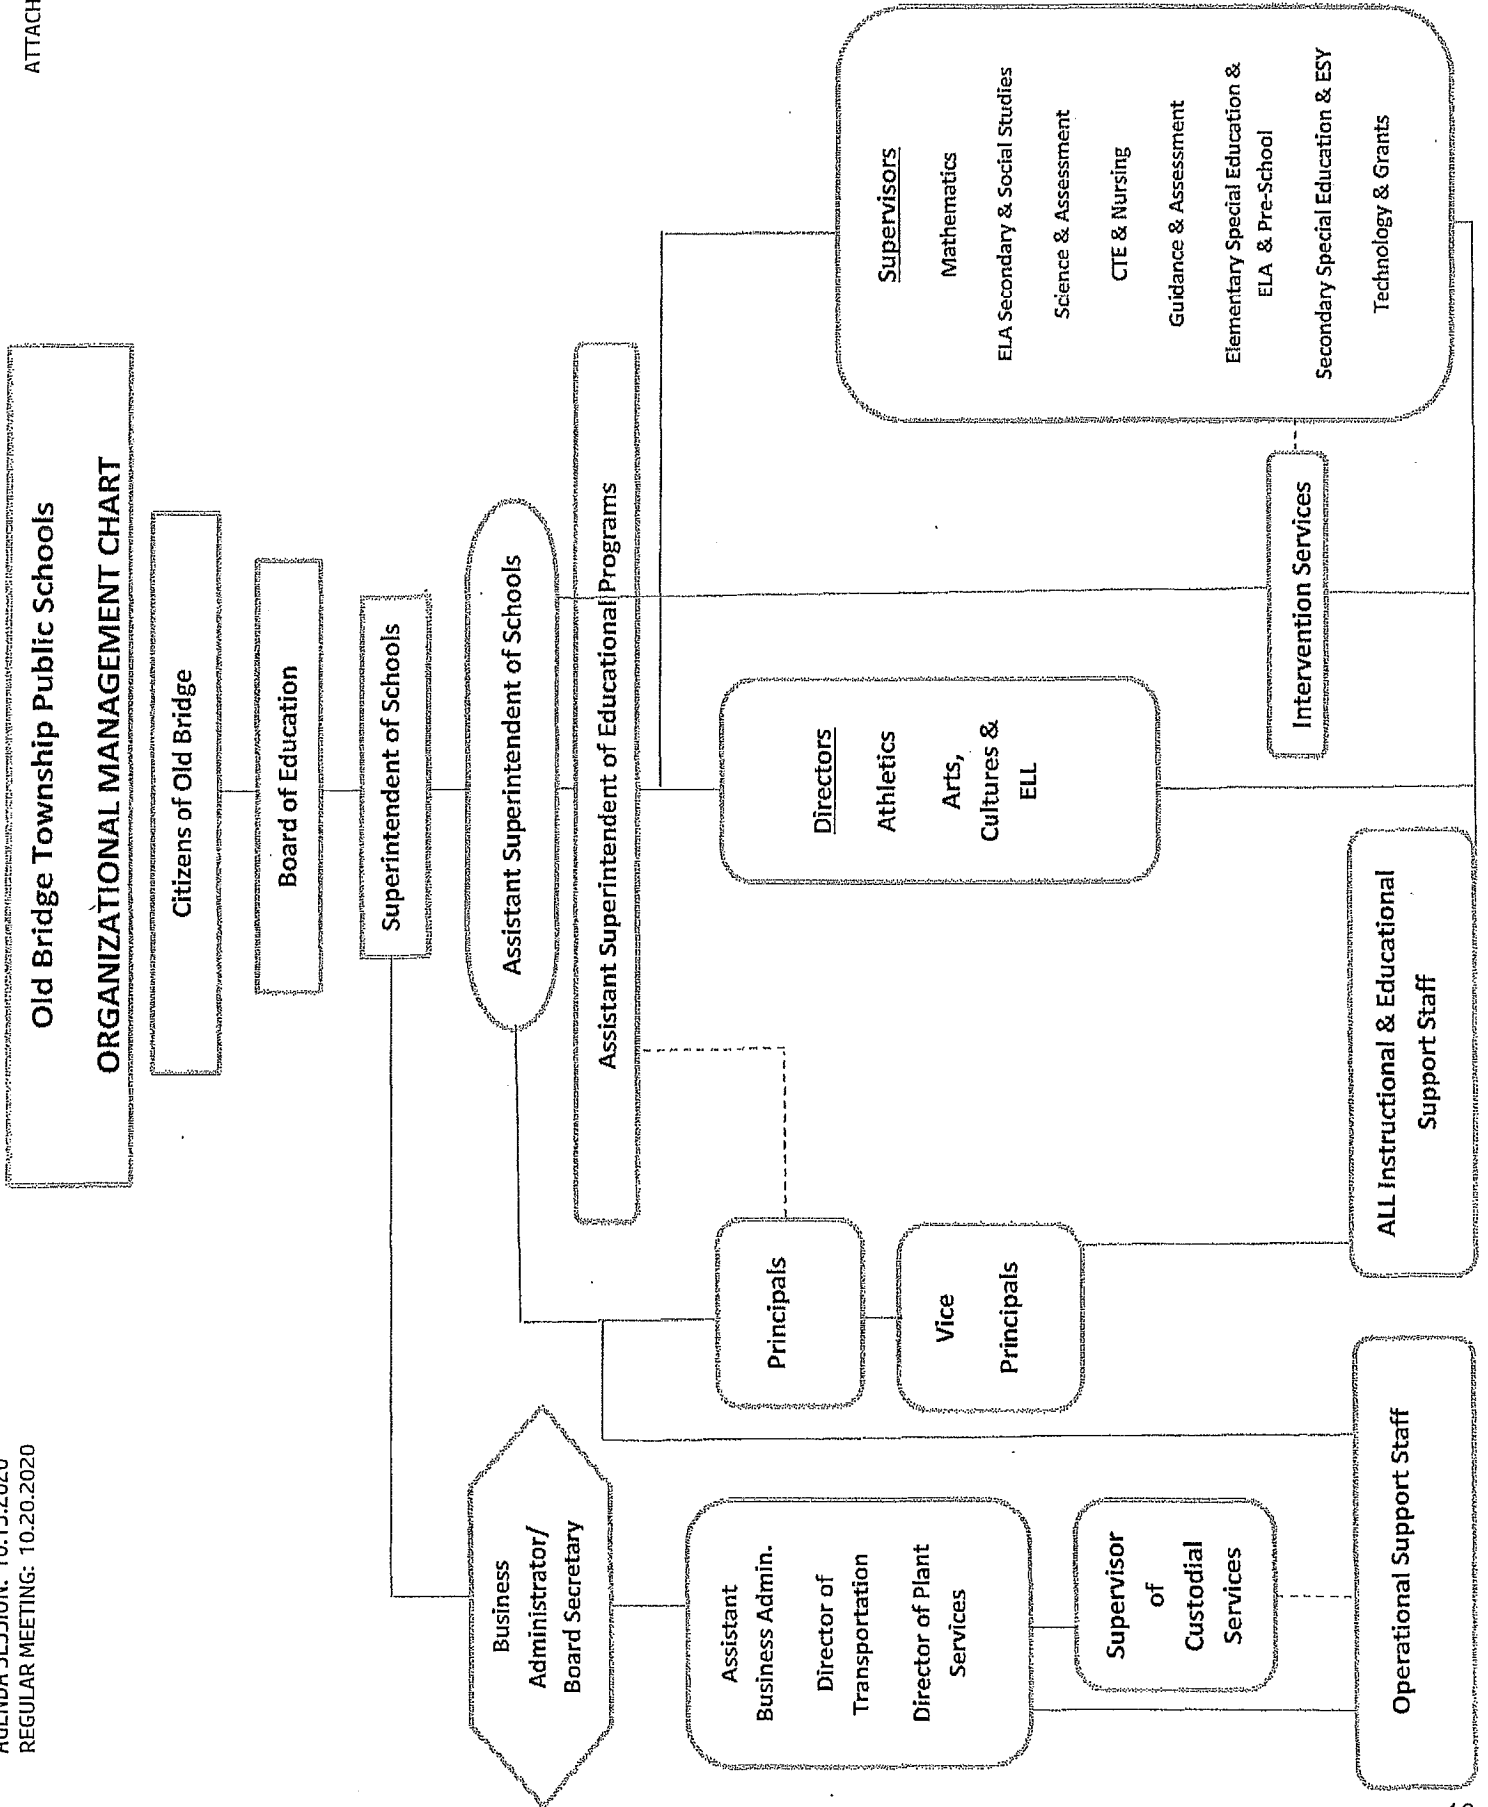 AGENDA SESSION: 10.13.2020
REGULAR MEETING: 10.20.2020
ATTACH
Old Bridge Township Public Schools
ORGANIZATIONAL MANAGEMENT CHART
Citizens of Old Bridge
Board of Education
Superintendent of Schools
Assistant Superintendent of Schools
Assistant Superintendent of Educational Programs
Business
Administrator/
Board Secretary
Assistant
Business Admin.
Director of
Transportation
Director of Plant
Services
Supervisor
of
Custodial
Services
Operational Support Staff
Principals
Vice
Principals
ALL Instructional & Educational
Support Staff
Directors
Athletics
Arts,
Cultures &
ELL
Intervention Services
Supervisors
Mathematics
ELA Secondary & Social Studies
Science & Assessment
CTE & Nursing
Guidance & Assessment
Elementary Special Education &
ELA & Pre-School
Secondary Special Education & ESY
Technology & Grants